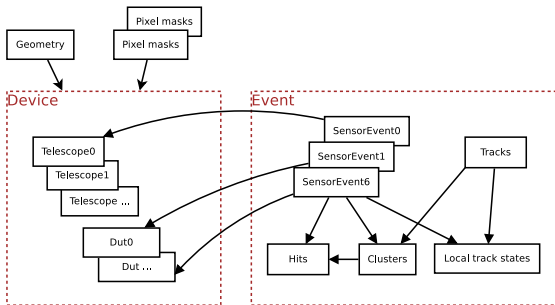 Pixel masks
Geometry
Pixel masks
Device
Event
SensorEvent0
Telescope0
SensorEvent1
Tracks
Telescope1
SensorEvent6
Telescope ...
Dut0
Hits
Clusters
Local track states
Dut ...